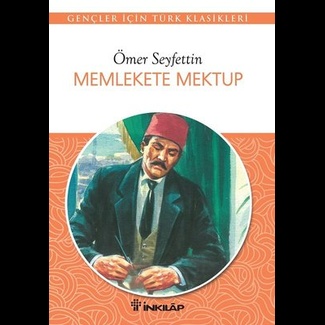 GENÇLER İÇİN TÜRK KLASİKLERİ
Ömer Seyfettin
MEMLEKETE MEKTUP
İNKILÂP